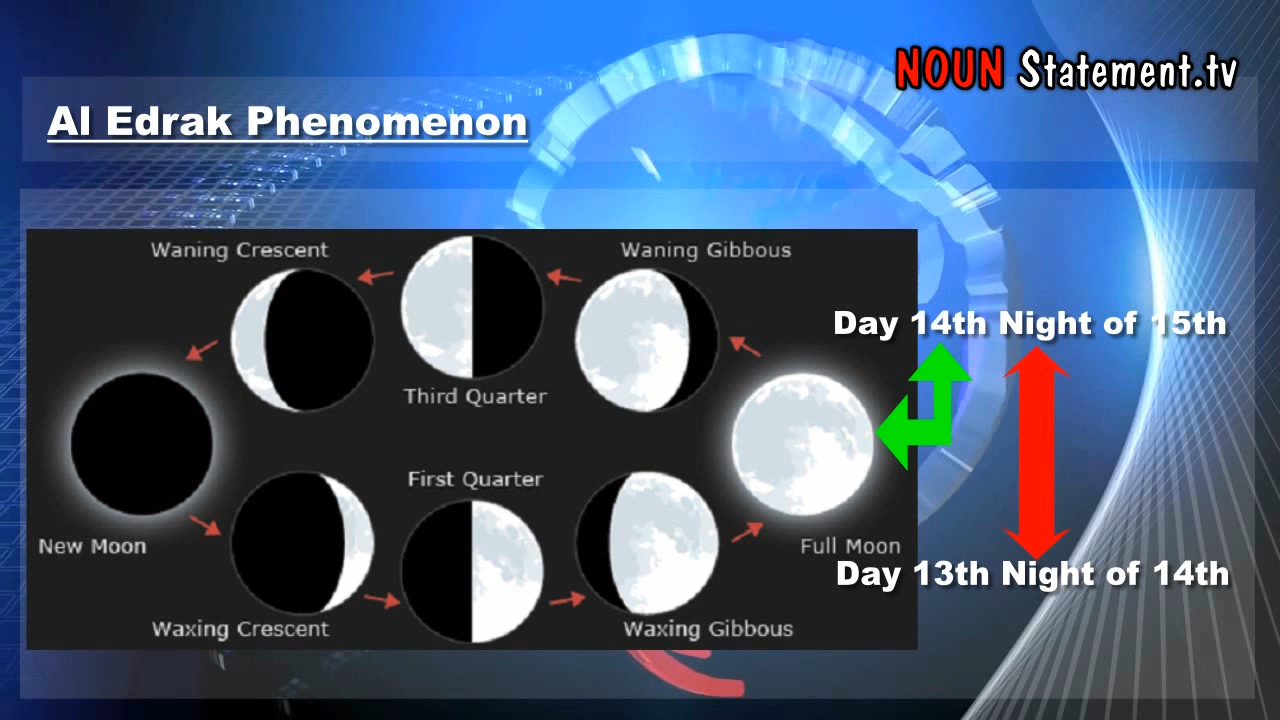 NOUN Statement.tv
Al Edrak Phenomenon
Waning Crescent
Waning Gibbous
Third Quarter
Day 14th Night of 15th
First Quarter
New Moon
Full Moon
Day 13th Night of 14th
Waxing Crescent
Waxing Gibbous